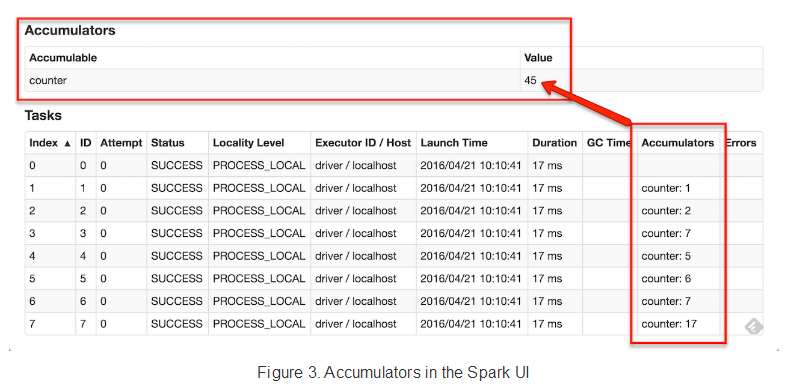 Accumulators
Accumulable Value
counter 45
Tasks
Index ▲ ID Attempt Status Locality Level Executor ID / Host Launch Time Duration GC Time Accumulators Errors
0 0 0 SUCCESS PROCESS_LOCAL driver / localhost 2016/04/21 10:10:41 17 ms
1 1 0 SUCCESS PROCESS_LOCAL driver / localhost 2016/04/21 10:10:41 17 ms counter: 1
2 2 0 SUCCESS PROCESS_LOCAL driver / localhost 2016/04/21 10:10:41 17 ms counter: 2
3 3 0 SUCCESS PROCESS_LOCAL driver / localhost 2016/04/21 10:10:41 17 ms counter: 7
4 4 0 SUCCESS PROCESS_LOCAL driver / localhost 2016/04/21 10:10:41 17 ms counter: 5
5 5 0 SUCCESS PROCESS_LOCAL driver / localhost 2016/04/21 10:10:41 17 ms counter: 6
6 6 0 SUCCESS PROCESS_LOCAL driver / localhost 2016/04/21 10:10:41 17 ms counter: 7
7 7 0 SUCCESS PROCESS_LOCAL driver / localhost 2016/04/21 10:10:41 17 ms counter: 17
Figure 3. Accumulators in the Spark UI